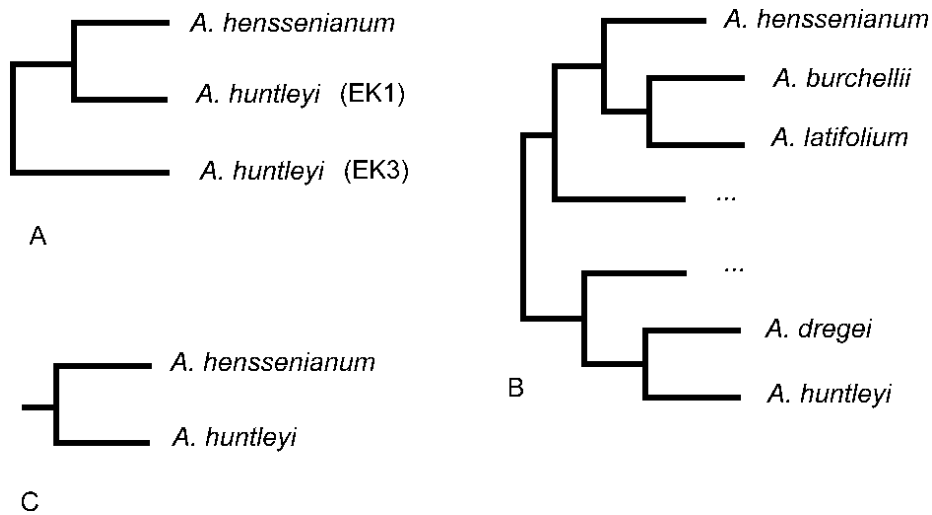 A. henssenianum
A. huntleyi (EK1)
A. huntleyi (EK3)
A
A. henssenianum
A. burchellii
A. latifolium
...
...
A. dregei
A. huntleyi
B
A. henssenianum
A. huntleyi
C